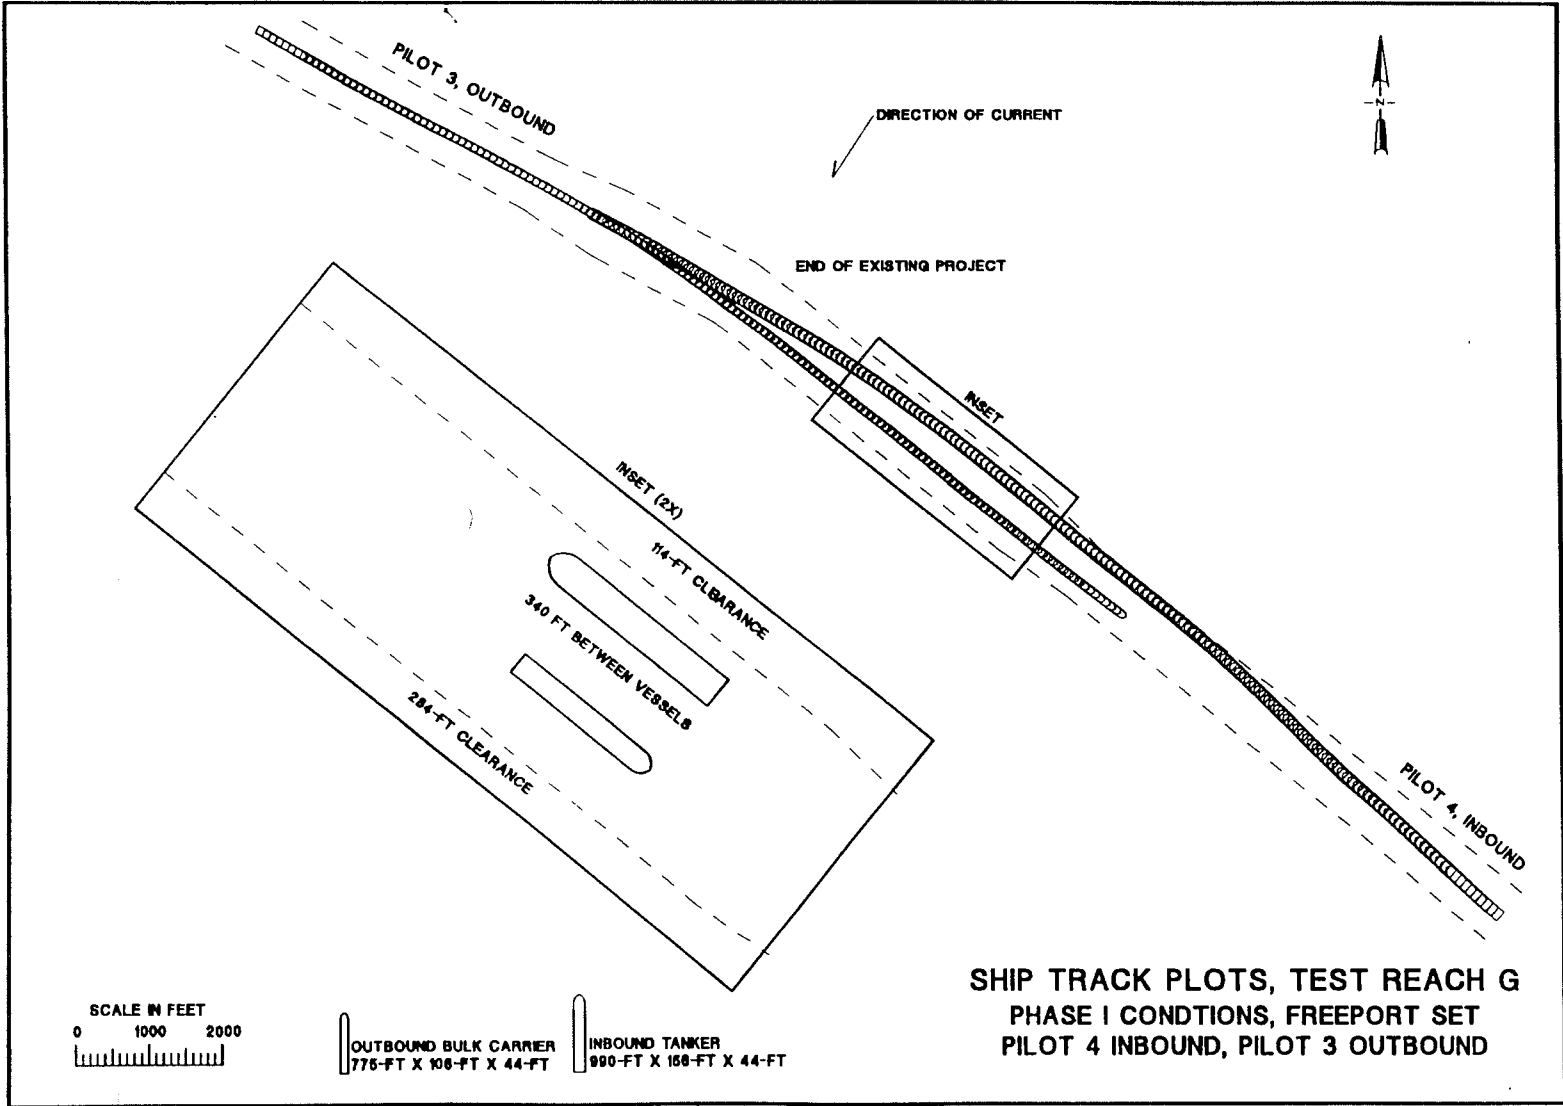 PILOT 3, OUTBOUND
DIRECTION OF CURRENT
-N-
END OF EXISTING PROJECT
INSET
INSET (2X)
114-FT CLEARANCE
340 FT BETWEEN VESSELS
284-FT CLEARANCE
PILOT 4, INBOUND
SCALE IN FEET
0 1000 2000
OUTBOUND BULK CARRIER
775-FT X 106-FT X 44-FT
INBOUND TANKER
990-FT X 156-FT X 44-FT
SHIP TRACK PLOTS, TEST REACH G
PHASE I CONDTIONS, FREEPORT SET
PILOT 4 INBOUND, PILOT 3 OUTBOUND